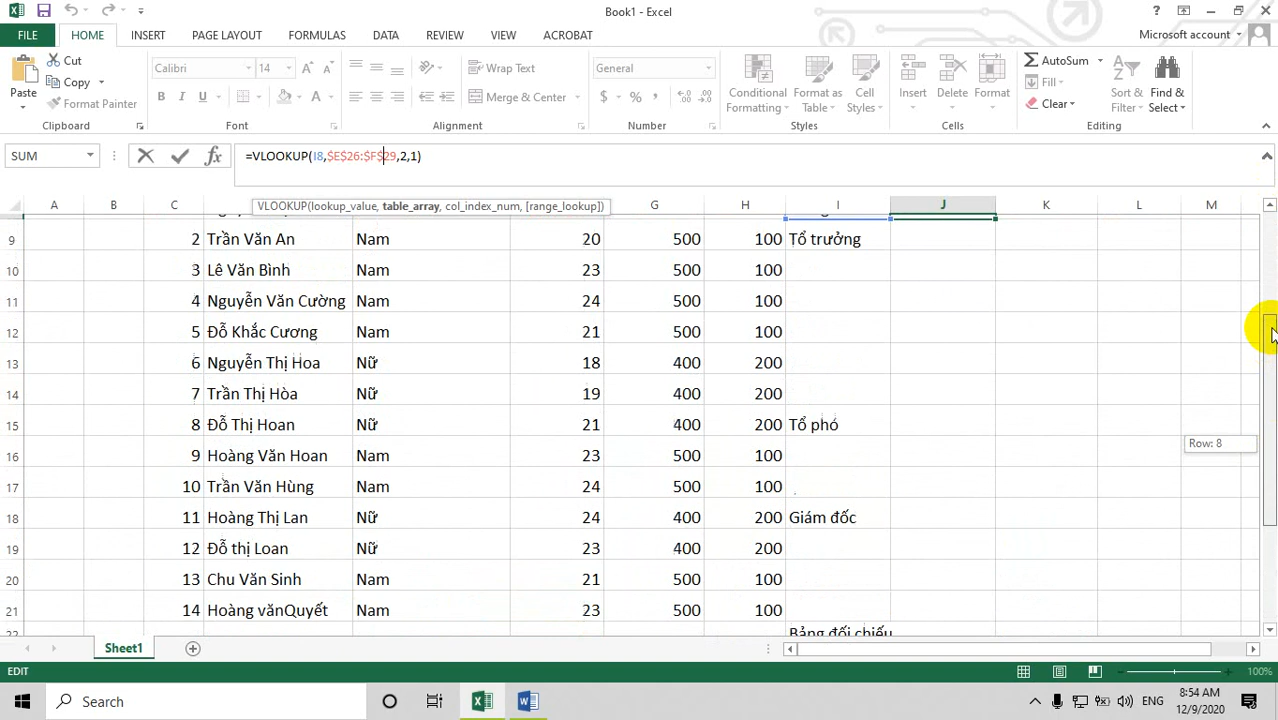 Book1 - Excel
FILE HOME INSERT PAGE LAYOUT FORMULAS DATA REVIEW VIEW ACROBAT
Microsoft account
Paste
Cut
Copy
Format Painter
Calibri 14
B I U
Wrap Text
Merge & Center
General
$ % ,
Conditional Formatting
Format as Table
Cell Styles
Insert
Delete
Format
AutoSum
Fill
Clear
Sort & Filter
Find & Select
Clipboard Font Alignment Number Styles Cells Editing
SUM
=VLOOKUP(I8,$E$26:$F$29,2,1)
VLOOKUP(lookup_value, table_array, col_index_num, [range_lookup])
A B C G H I J K L M
9 2 Trần Văn An Nam 20 500 100 Tổ trưởng
10 3 Lê Văn Bình Nam 23 500 100
11 4 Nguyễn Văn Cường Nam 24 500 100
12 5 Đỗ Khắc Cương Nam 21 500 100
13 6 Nguyễn Thị Hoa Nữ 18 400 200
14 7 Trần Thị Hòa Nữ 19 400 200
15 8 Đỗ Thị Hoan Nữ 21 400 200 Tổ phó
16 9 Hoàng Văn Hoan Nam 23 500 100
17 10 Trần Văn Hùng Nam 24 500 100
18 11 Hoàng Thị Lan Nữ 24 400 200 Giám đốc
19 12 Đỗ thị Loan Nữ 23 400 200
20 13 Chu Văn Sinh Nam 21 500 100
21 14 Hoàng vănQuyết Nam 23 500 100
22 Bảng đối chiếu
Row: 8
Sheet1
EDIT
100%
Search
ENG
8:54 AM
12/9/2020